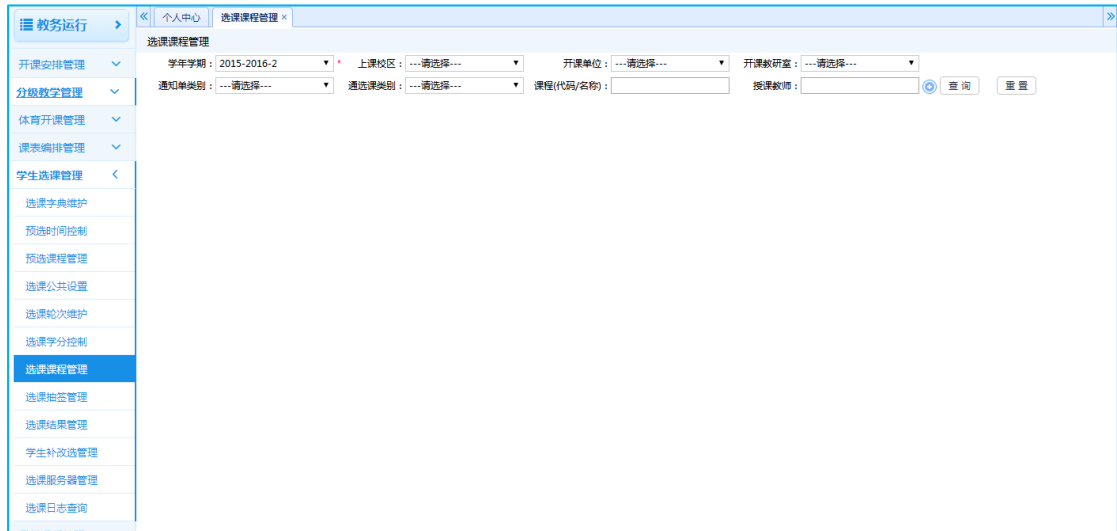 教务运行
个人中心 选课课程管理 ×
选课课程管理
学年学期：2015-2016-2 * 上课校区：---请选择--- 开课单位：---请选择--- 开课教研室：---请选择---
通知单类别：---请选择--- 通选课类别：---请选择--- 课程(代码/名称)： 授课教师： 查 询 重 置
开课安排管理
分级教学管理
体育开课管理
课表编排管理
学生选课管理
选课字典维护
预选时间控制
预选课程管理
选课公共设置
选课轮次维护
选课学分控制
选课课程管理
选课抽签管理
选课结果管理
学生补改选管理
选课服务器管理
选课日志查询